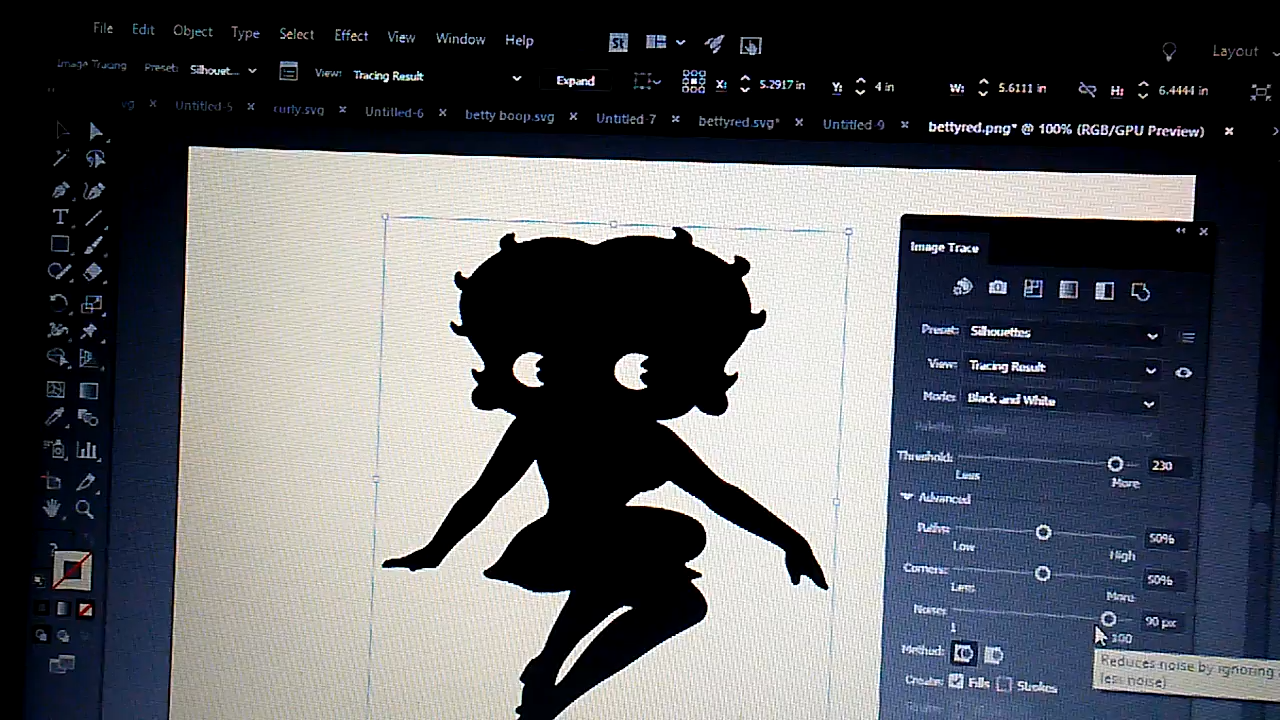 File Edit Object Type Select Effect View Window Help St Layout
Image Tracing Preset: Silhouet... View: Tracing Result Expand X: 5.2917 in Y: 4 in W: 5.6111 in H: 6.4444 in
vg × Untitled-5 × curly.svg × Untitled-6 × betty boop.svg × Untitled-7 × bettyred.svg* × Untitled-9 × bettyred.png* @ 100% (RGB/GPU Preview) ×
Image Trace
Preset: Silhouettes
View: Tracing Result
Mode: Black and White
Threshold: 230
Less More
Advanced
Paths: 50%
Low High
Corners: 50%
Less More
Noise: 90 px
1 100
Method:
Reduces noise by ignoring
(less noise)
Create: Fills Strokes